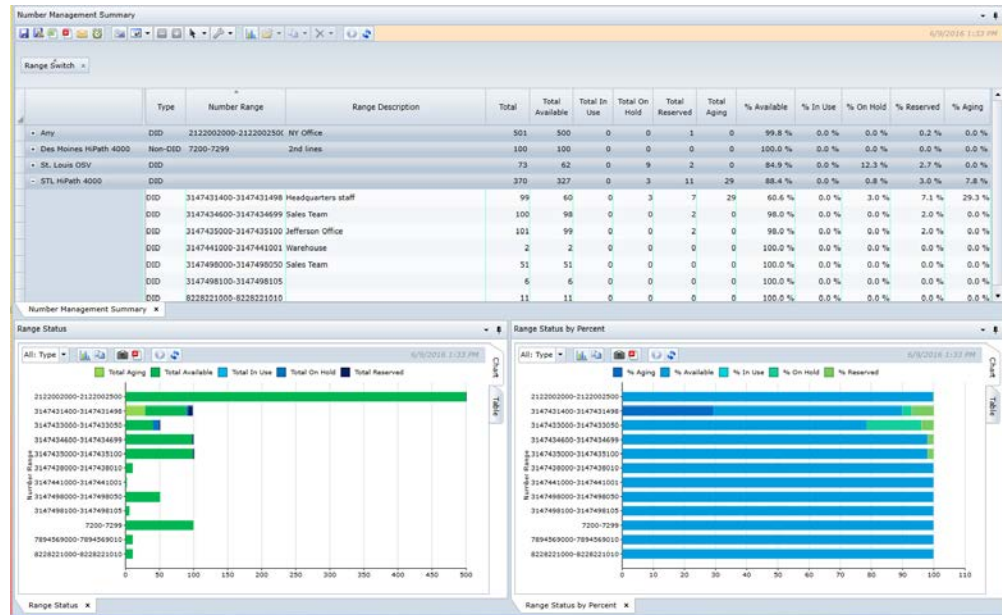 Number Management Summary
6/9/2016 1:33 PM
Range Switch
Type Number Range Range Description Total Total Available Total In Use Total On Hold Total Reserved Total Aging % Available % In Use % On Hold % Reserved % Aging
Any DID 2122002000-2122002500 NY Office 501 500 0 0 1 0 99.8 % 0.0 % 0.0 % 0.2 % 0.0 %
Des Moines HiPath 4000 Non-DID 7200-7299 2nd lines 100 100 0 0 0 0 100.0 % 0.0 % 0.0 % 0.0 % 0.0 %
St. Louis OSV DID 73 62 0 9 2 0 84.9 % 0.0 % 12.3 % 2.7 % 0.0 %
STL HiPath 4000 DID 370 327 0 3 11 29 88.4 % 0.0 % 0.8 % 3.0 % 7.8 %
DID 3147431400-3147431498 Headquarters staff 99 60 0 3 7 29 60.6 % 0.0 % 3.0 % 7.1 % 29.3 %
DID 3147434600-3147434699 Sales Team 100 98 0 0 2 0 98.0 % 0.0 % 0.0 % 2.0 % 0.0 %
DID 3147435000-3147435100 Jefferson Office 101 99 0 0 2 0 98.0 % 0.0 % 0.0 % 2.0 % 0.0 %
DID 3147441000-3147441001 Warehouse 2 2 0 0 0 0 100.0 % 0.0 % 0.0 % 0.0 % 0.0 %
DID 3147498000-3147498050 Sales Team 51 51 0 0 0 0 100.0 % 0.0 % 0.0 % 0.0 % 0.0 %
DID 3147498100-3147498105 6 6 0 0 0 0 100.0 % 0.0 % 0.0 % 0.0 % 0.0 %
DID 8228221000-8228221010 11 11 0 0 0 0 100.0 % 0.0 % 0.0 % 0.0 % 0.0 %
Number Management Summary
Range Status
All: Type
6/9/2016 1:33 PM
Chart
Table
Total Aging Total Available Total In Use Total On Hold Total Reserved
Number Range
2122002000-2122002500
3147431400-3147431498
3147433000-3147433050
3147434600-3147434699
3147435000-3147435100
3147438000-3147438010
3147441000-3147441001
3147498000-3147498050
3147498100-3147498105
7200-7299
7894569000-7894569010
8228221000-8228221010
0 50 100 150 200 250 300 350 400 450 500
Range Status
Range Status by Percent
All: Type
6/9/2016 1:33 PM
Chart
Table
% Aging % Available % In Use % On Hold % Reserved
Number Range
2122002000-2122002500
3147431400-3147431498
3147433000-3147433050
3147434600-3147434699
3147435000-3147435100
3147438000-3147438010
3147441000-3147441001
3147498000-3147498050
3147498100-3147498105
7200-7299
7894569000-7894569010
8228221000-8228221010
0 10 20 30 40 50 60 70 80 90 100 110
Range Status by Percent